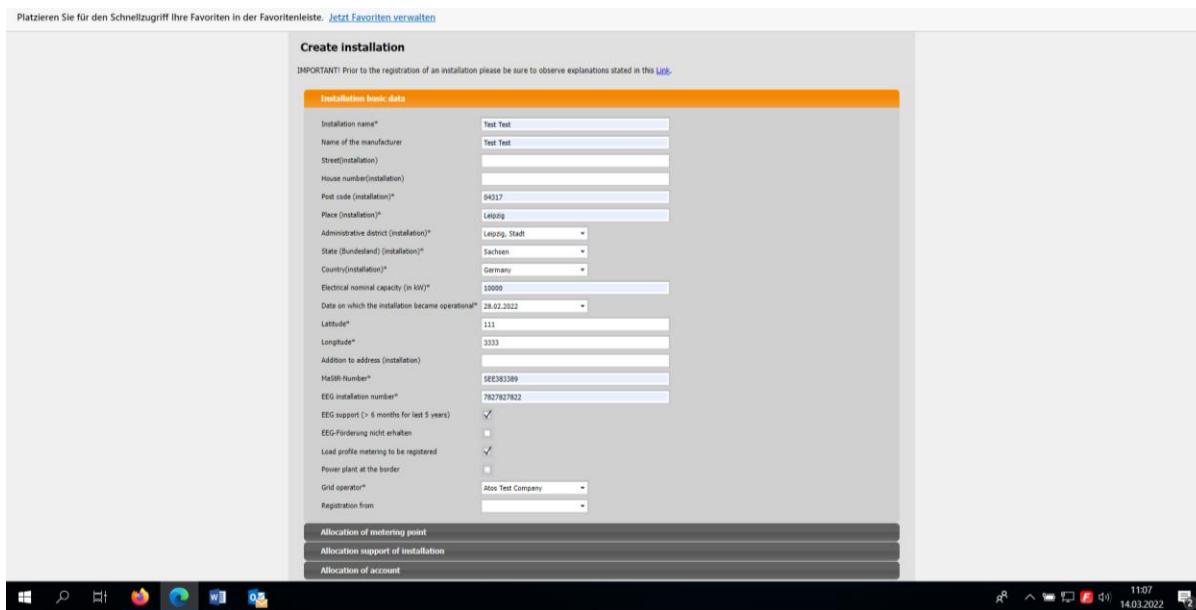 Platzieren Sie für den Schnellzugriff Ihre Favoriten in der Favoritenleiste. Jetzt Favoriten verwalten
Create installation
IMPORTANT! Prior to the registration of an installation please be sure to observe explanations stated in this Link.
Installation basic data
Installation name* Test Test
Name of the manufacturer Test Test
Street(installation)
House number(installation)
Post code (installation)* 04317
Place (installation)* Leipzig
Administrative district (installation)* Leipzig, Stadt
State (Bundesland) (installation)* Sachsen
Country(installation)* Germany
Electrical nominal capacity (in kW)* 10000
Date on which the installation became operational* 28.02.2022
Latitude* 111
Longitude* 3333
Addition to address (installation)
MaStR-Number* SEE383389
EEG installation number* 7827827822
EEG support (> 6 months for last 5 years)
EEG-Förderung nicht erhalten
Load profile metering to be registered
Power plant at the border
Grid operator* Atos Test Company
Registration from
Allocation of metering point
Allocation support of installation
Allocation of account
11:07
14.03.2022